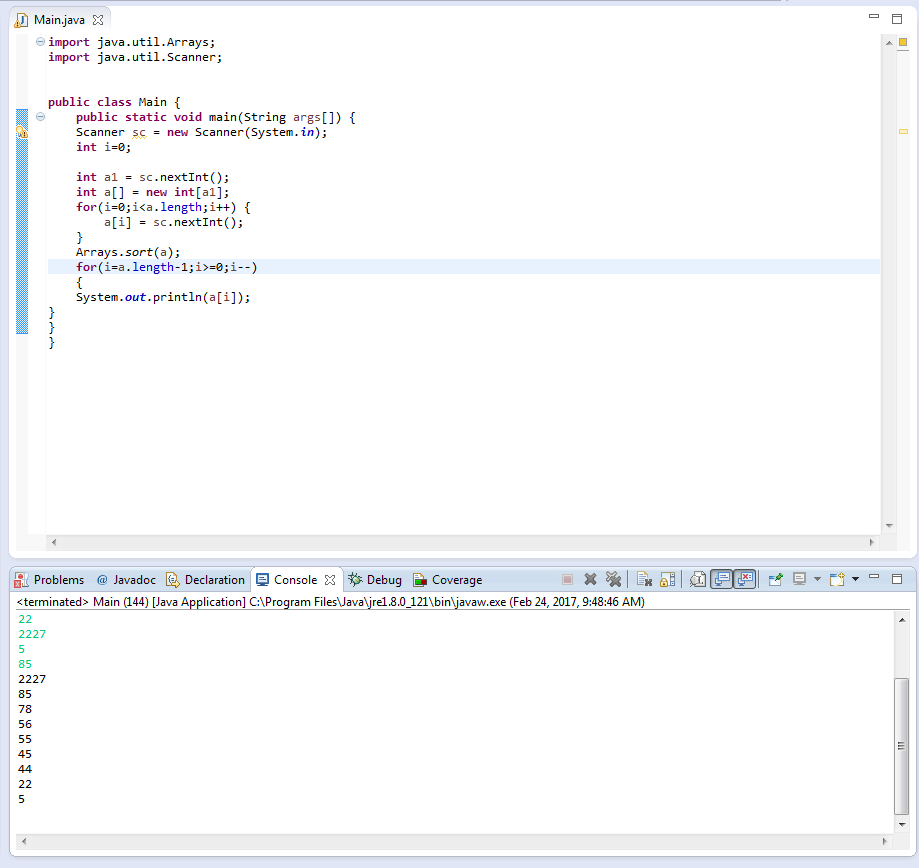 Main.java
import java.util.Arrays;
import java.util.Scanner;
public class Main {
public static void main(String args[]) {
Scanner sc = new Scanner(System.in);
int i=0;
int a1 = sc.nextInt();
int a[] = new int[a1];
for(i=0;i<a.length;i++) {
a[i] = sc.nextInt();
}
Arrays.sort(a);
for(i=a.length-1;i>=0;i--)
{
System.out.println(a[i]);
}
}
}
Problems @ Javadoc Declaration Console Debug Coverage
<terminated> Main (144) [Java Application] C:\Program Files\Java\jre1.8.0_121\bin\javaw.exe (Feb 24, 2017, 9:48:46 AM)
22
2227
5
85
2227
85
78
56
55
45
44
22
5